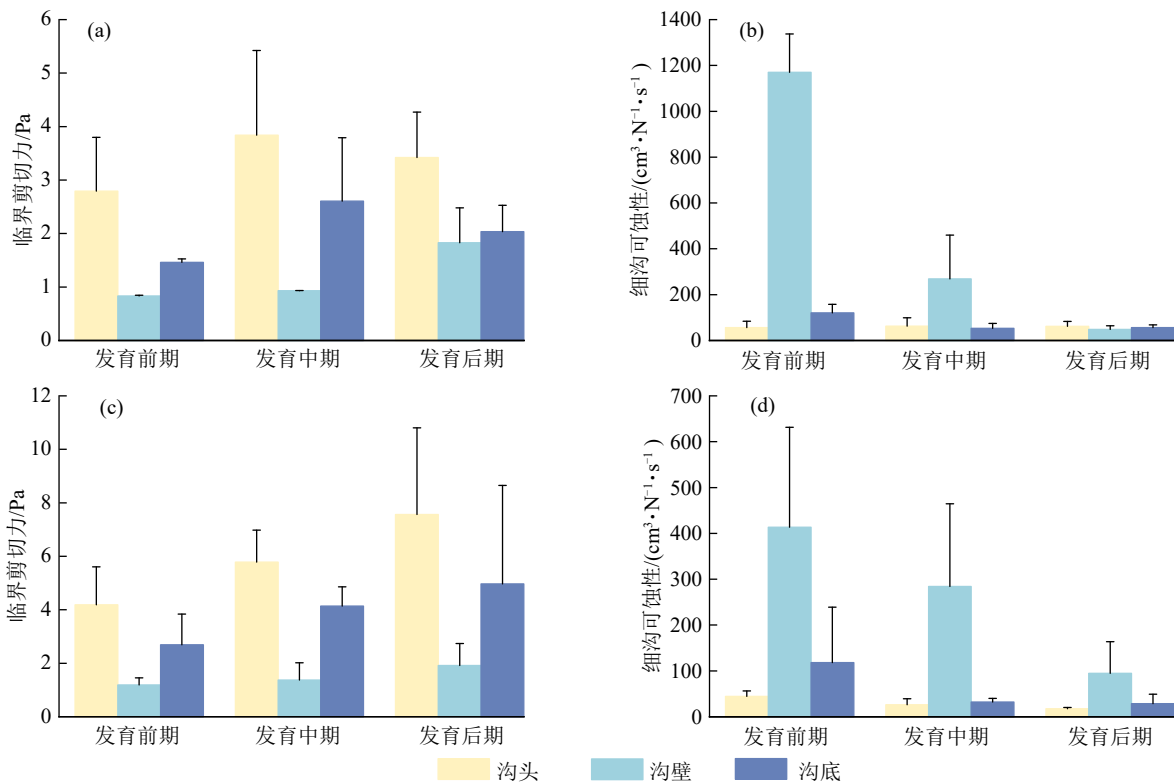 (a)
临界剪切力/Pa
6
5
4
3
2
1
0
发育前期 发育中期 发育后期
(b)
细沟可蚀性/(cm³·N⁻¹·s⁻¹)
1400
1200
1000
800
600
400
200
0
发育前期 发育中期 发育后期
(c)
临界剪切力/Pa
12
10
8
6
4
2
0
发育前期 发育中期 发育后期
(d)
细沟可蚀性/(cm³·N⁻¹·s⁻¹)
700
600
500
400
300
200
100
0
发育前期 发育中期 发育后期
沟头 沟壁 沟底